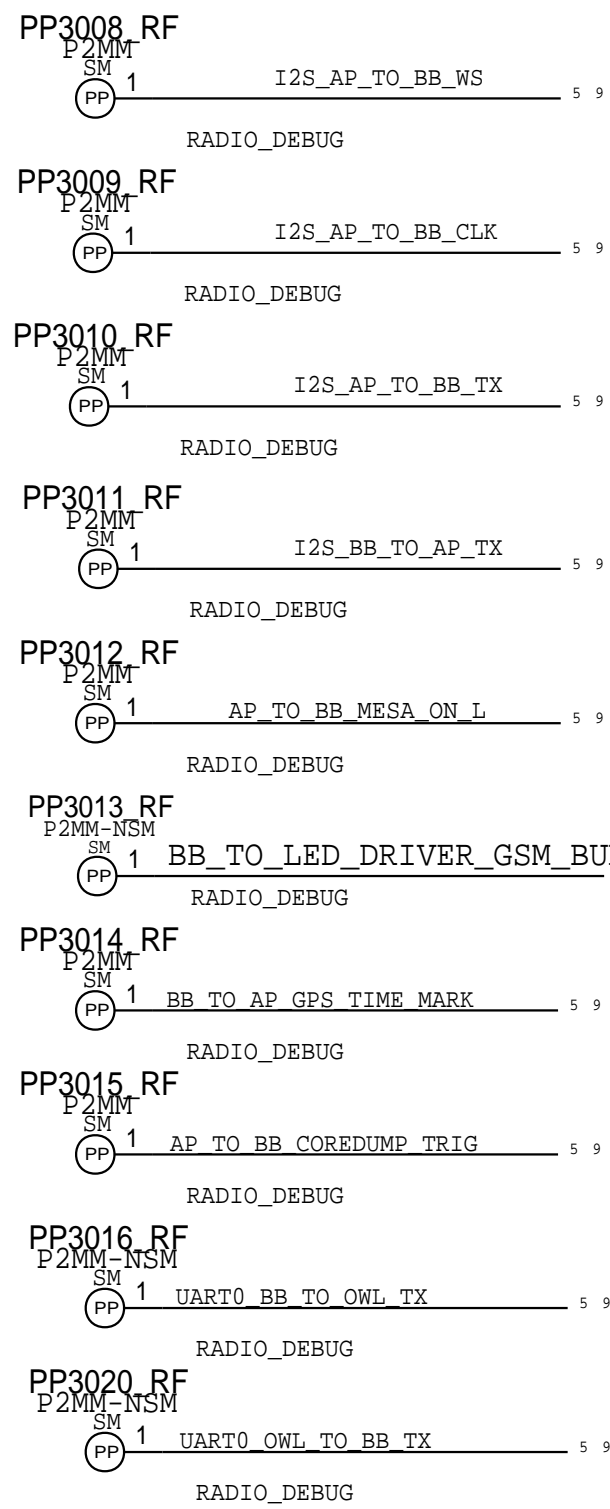 PP3008_RF
P2MM
SM
PP 1 I2S_AP_TO_BB_WS 5 9
RADIO_DEBUG
PP3009_RF
P2MM
SM
PP 1 I2S_AP_TO_BB_CLK 5 9
RADIO_DEBUG
PP3010_RF
P2MM
SM
PP 1 I2S_AP_TO_BB_TX 5 9
RADIO_DEBUG
PP3011_RF
P2MM
SM
PP 1 I2S_BB_TO_AP_TX 5 9
RADIO_DEBUG
PP3012_RF
P2MM
SM
PP 1 AP_TO_BB_MESA_ON_L 5 9
RADIO_DEBUG
PP3013_RF
P2MM-NSM
SM
PP 1 BB_TO_LED_DRIVER_GSM_BU
RADIO_DEBUG
PP3014_RF
P2MM
SM
PP 1 BB_TO_AP_GPS_TIME_MARK 5 9
RADIO_DEBUG
PP3015_RF
P2MM
SM
PP 1 AP_TO_BB_COREDUMP_TRIG 5 9
RADIO_DEBUG
PP3016_RF
P2MM-NSM
SM
PP 1 UART0_BB_TO_OWL_TX 5 9
RADIO_DEBUG
PP3020_RF
P2MM-NSM
SM
PP 1 UART0_OWL_TO_BB_TX 5 9
RADIO_DEBUG